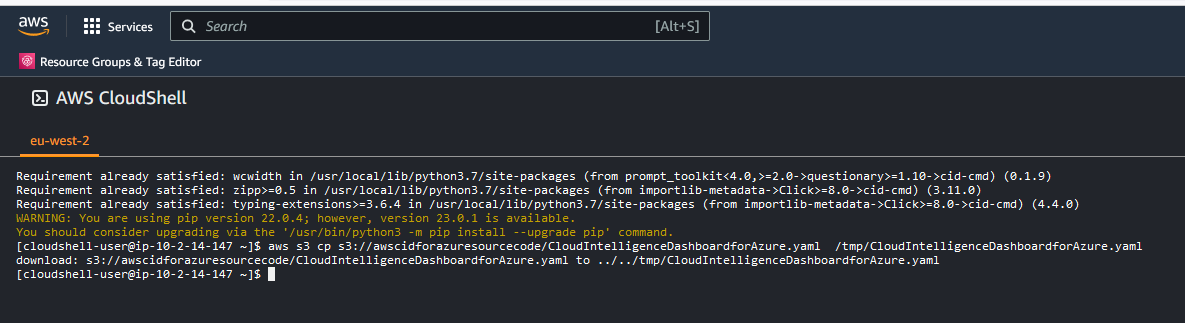 aws
Services
Search
[Alt+S]
Resource Groups & Tag Editor
AWS CloudShell
eu-west-2
Requirement already satisfied: wcwidth in /usr/local/lib/python3.7/site-packages (from prompt_toolkit<4.0,>=2.0->questionary>=1.10->cid-cmd) (0.1.9)
Requirement already satisfied: zipp>=0.5 in /usr/local/lib/python3.7/site-packages (from importlib-metadata->Click>=8.0->cid-cmd) (3.11.0)
Requirement already satisfied: typing-extensions>=3.6.4 in /usr/local/lib/python3.7/site-packages (from importlib-metadata->Click>=8.0->cid-cmd) (4.4.0)
WARNING: You are using pip version 22.0.4; however, version 23.0.1 is available.
You should consider upgrading via the '/usr/bin/python3 -m pip install --upgrade pip' command.
[cloudshell-user@ip-10-2-14-147 ~]$ aws s3 cp s3://awscidforazuresourcecode/CloudIntelligenceDashboardforAzure.yaml  /tmp/CloudIntelligenceDashboardforAzure.yaml
download: s3://awscidforazuresourcecode/CloudIntelligenceDashboardforAzure.yaml to ../../tmp/CloudIntelligenceDashboardforAzure.yaml
[cloudshell-user@ip-10-2-14-147 ~]$